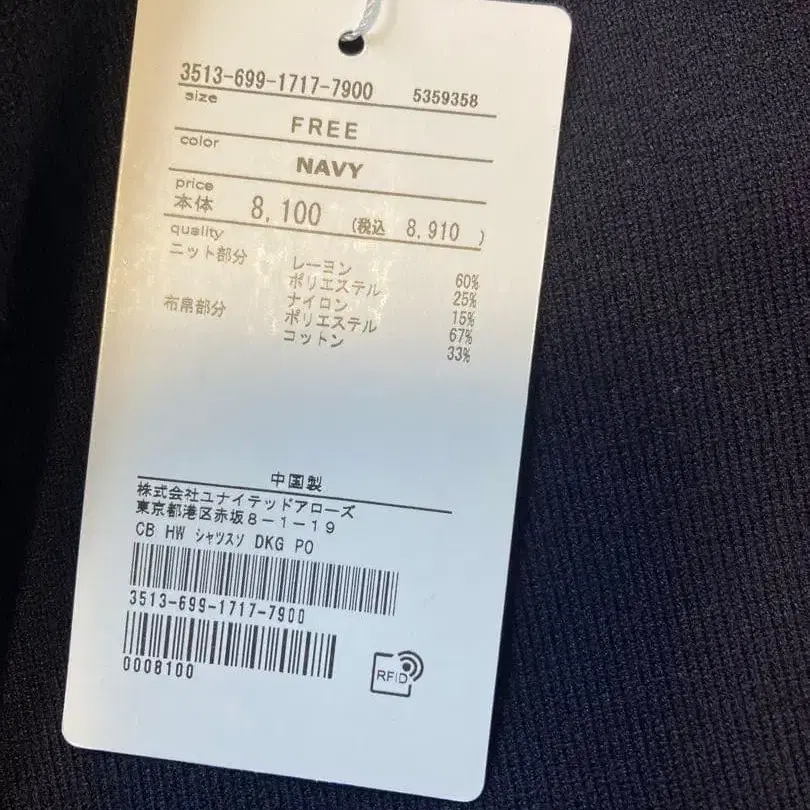 3513-699-1717-7900 5359358
size
FREE
color
NAVY
price
本体 8,100 (税込 8,910 )
quality
ニット部分 レーヨン 60%
ポリエステル 25%
ナイロン 15%
布帛部分 ポリエステル 67%
コットン 33%
中国製
株式会社ユナイテッドアローズ
東京都港区赤坂8-1-19
CB HW シャツスソ DKG PO
3513-699-1717-7900
0008100
RFID